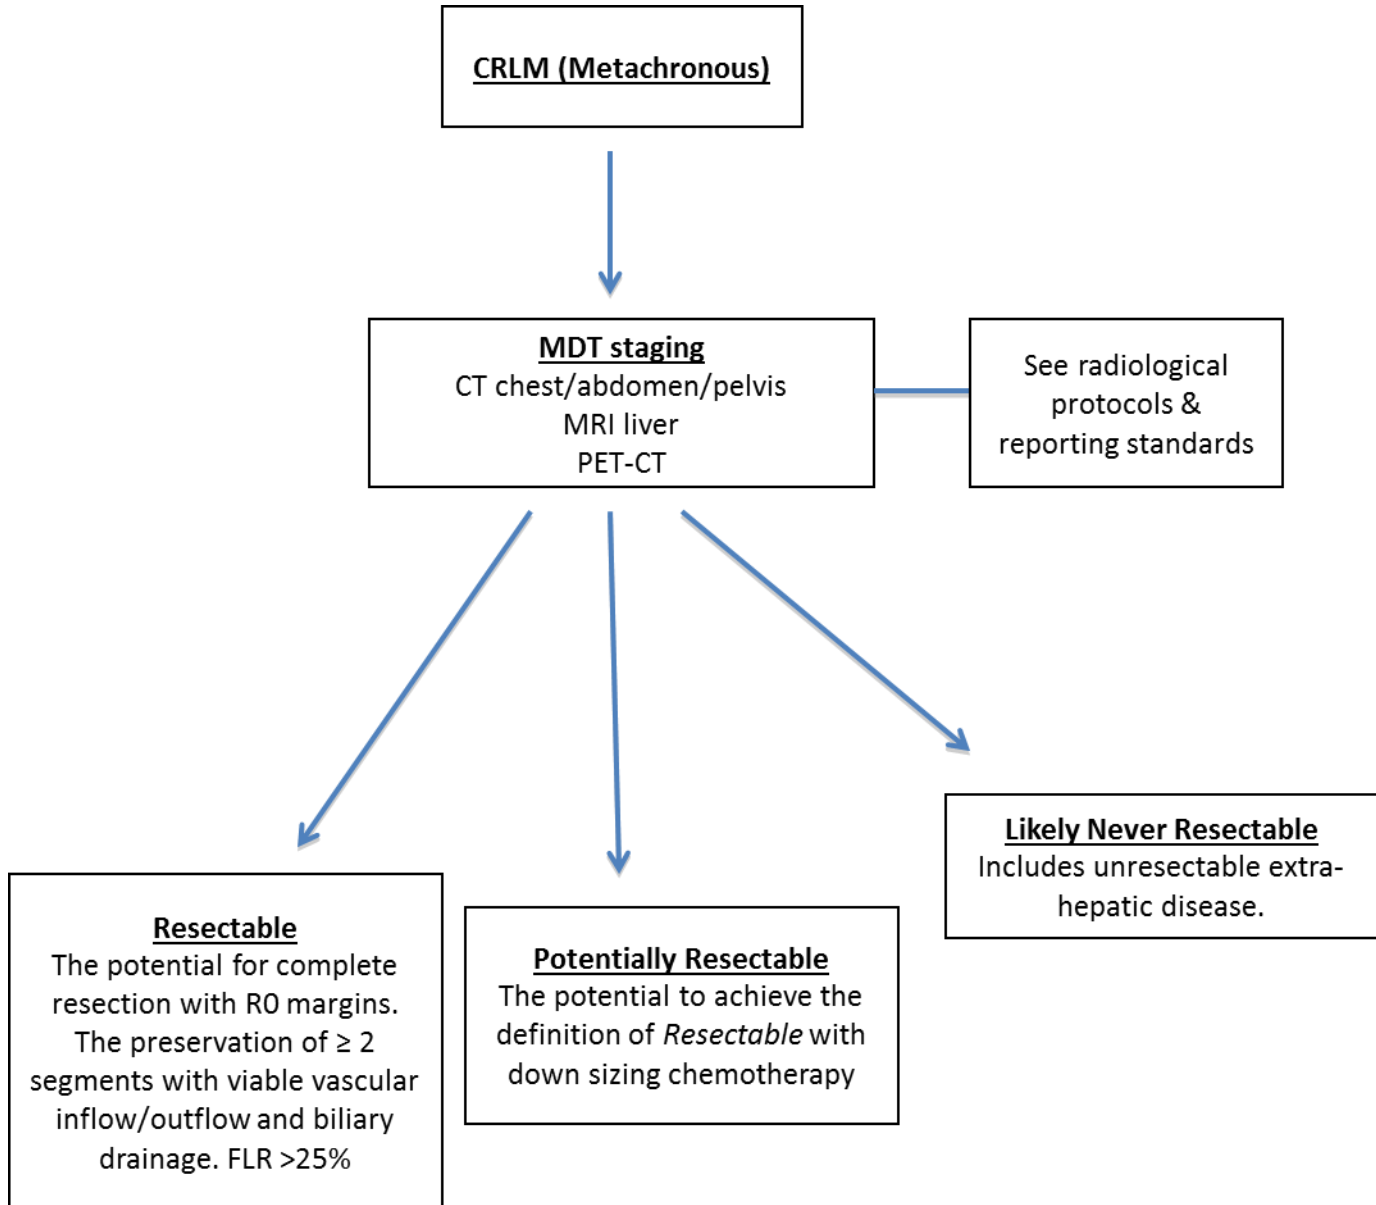 CRLM (Metachronous)
MDT staging
CT chest/abdomen/pelvis
MRI liver
PET-CT
See radiological
protocols &
reporting standards
Resectable
The potential for complete
resection with R0 margins.
The preservation of ≥ 2
segments with viable vascular
inflow/outflow and biliary
drainage. FLR >25%
Potentially Resectable
The potential to achieve the
definition of Resectable with
down sizing chemotherapy
Likely Never Resectable
Includes unresectable extra-
hepatic disease.